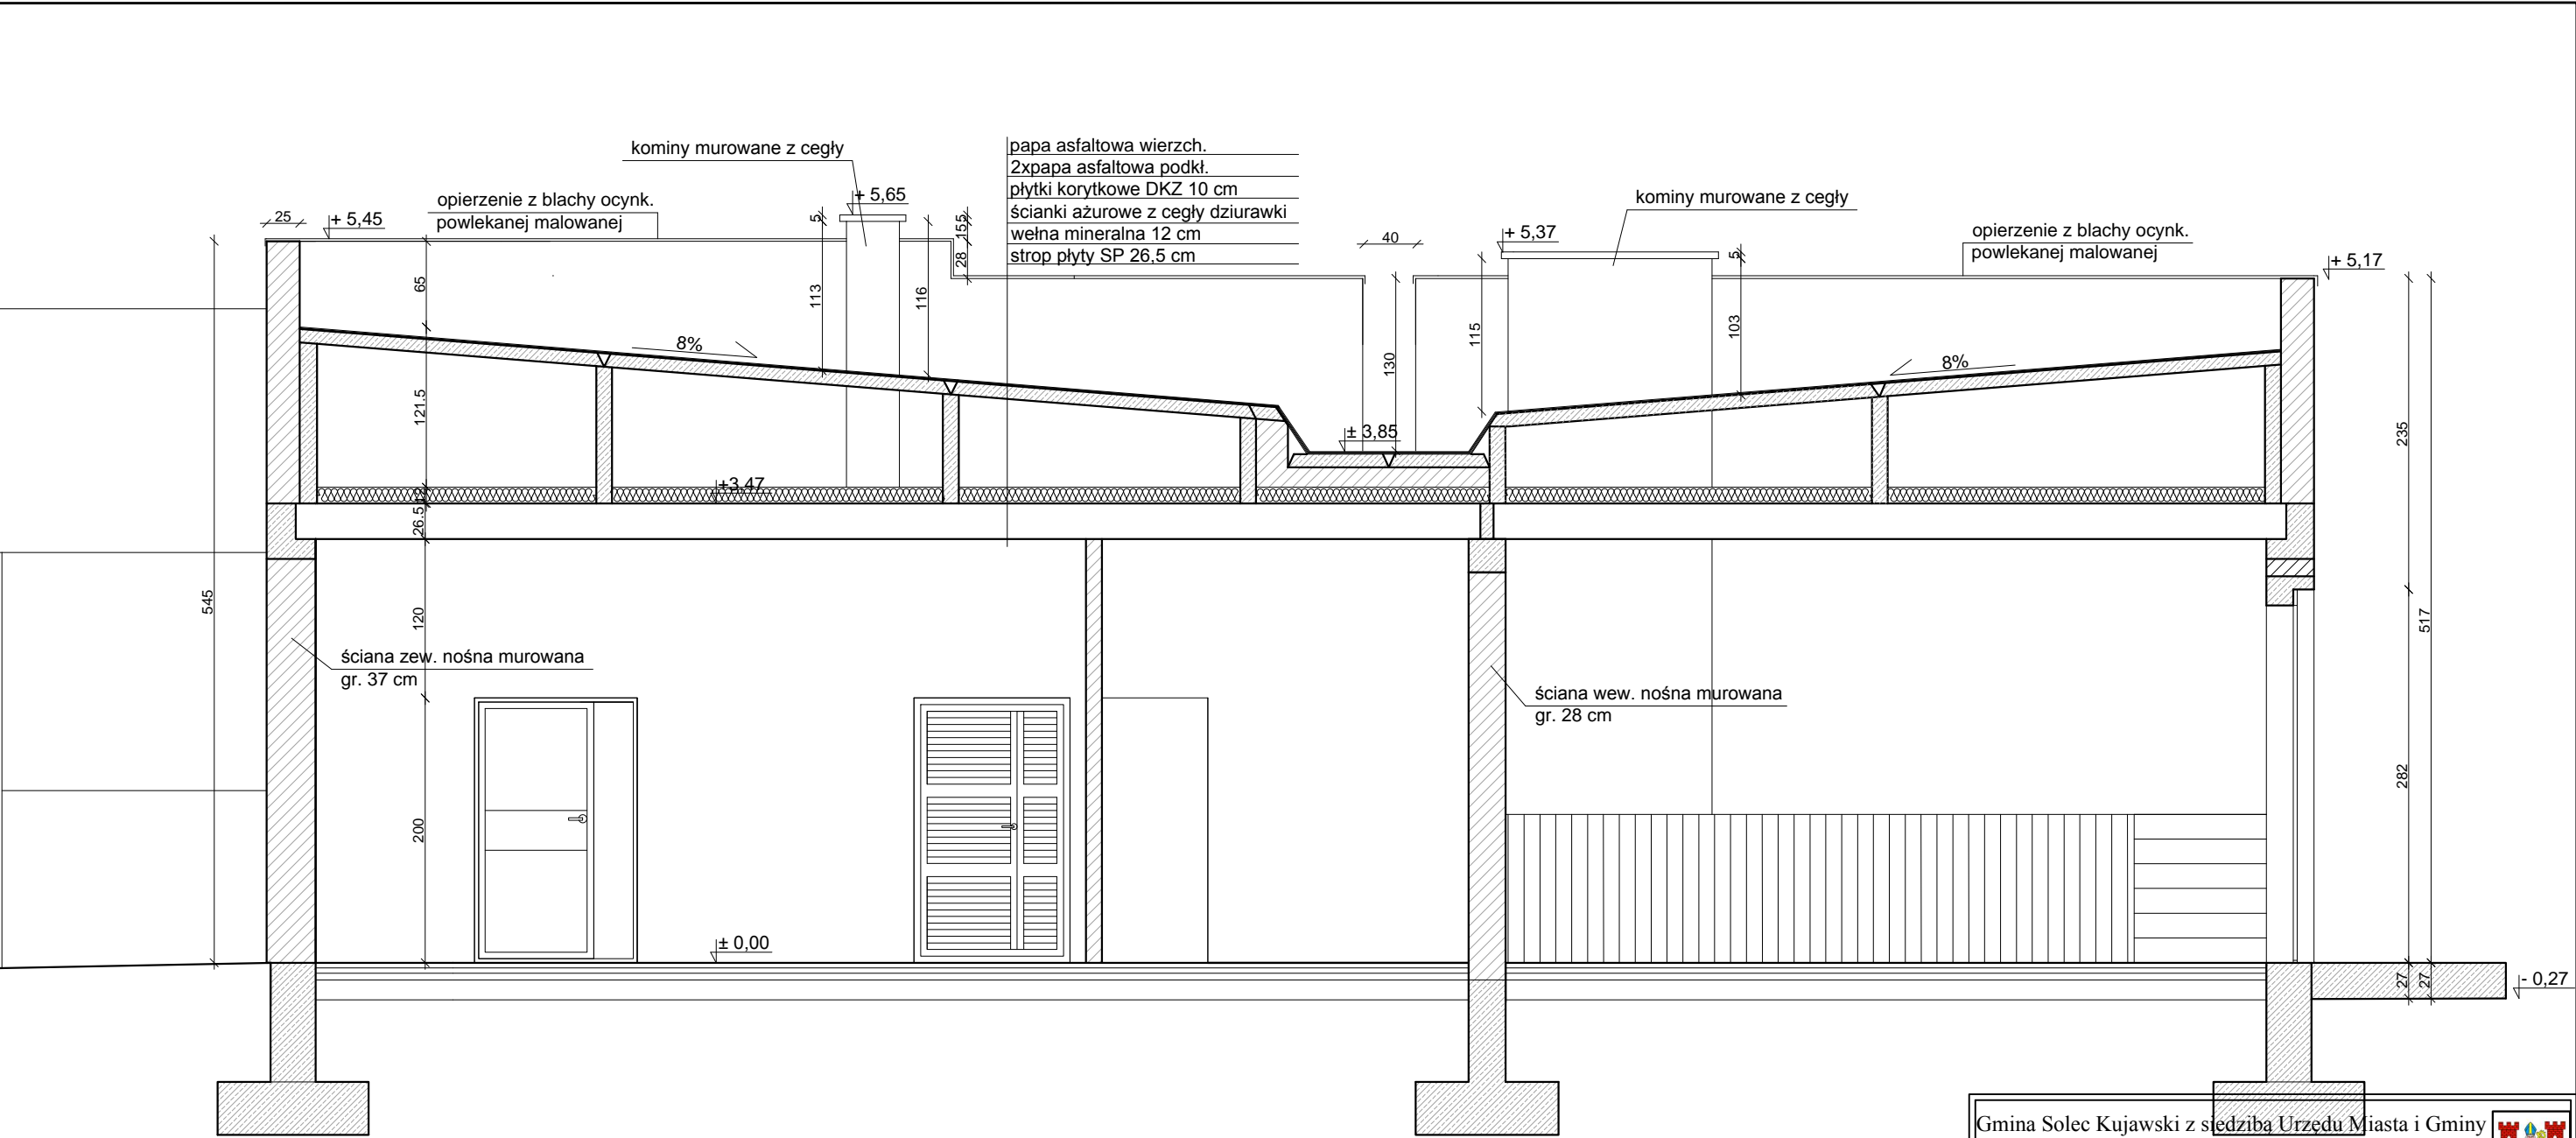 kominy murowane z cegły
papa asfaltowa wierzch.
2xpapa asfaltowa podkł.
płytki korytkowe DKZ 10 cm
ścianki ażurowe z cegły dziurawki
wełna mineralna 12 cm
strop płyty SP 26,5 cm
opierzenie z blachy ocynk.
powlekanej malowanej
kominy murowane z cegły
opierzenie z blachy ocynk.
powlekanej malowanej
25
+ 5,45
+ 5,65
5
15
5
28
40
+ 5,37
5
+ 5,17
65
113
116
130
115
103
8%
8%
121.5
± 3,85
235
+3,47
12
26.5
545
120
517
ściana zew. nośna murowana
gr. 37 cm
ściana wew. nośna murowana
gr. 28 cm
282
200
± 0,00
27
27
- 0,27
Gmina Solec Kujawski z siedzibą Urzędu Miasta i Gminy